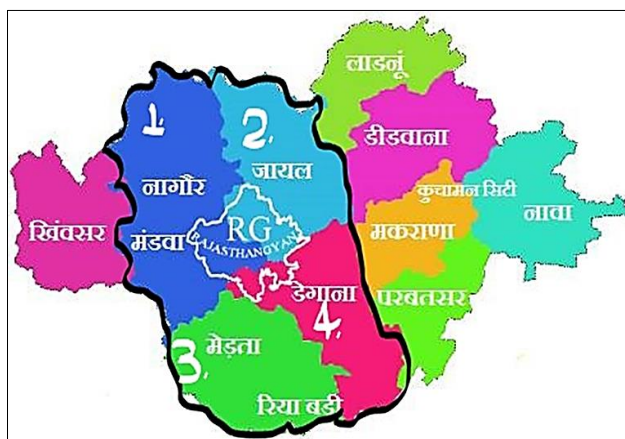 लाडनूं
1.
2.
डीडवाना
नागौर
जायल
कुचामन सिटी
नावा
खिंवसर
मंडवा
RG
RAJASTHANGYAN
मकराणा
डेगाना
परबतसर
3.
मेड़ता
4.
रिया बडी